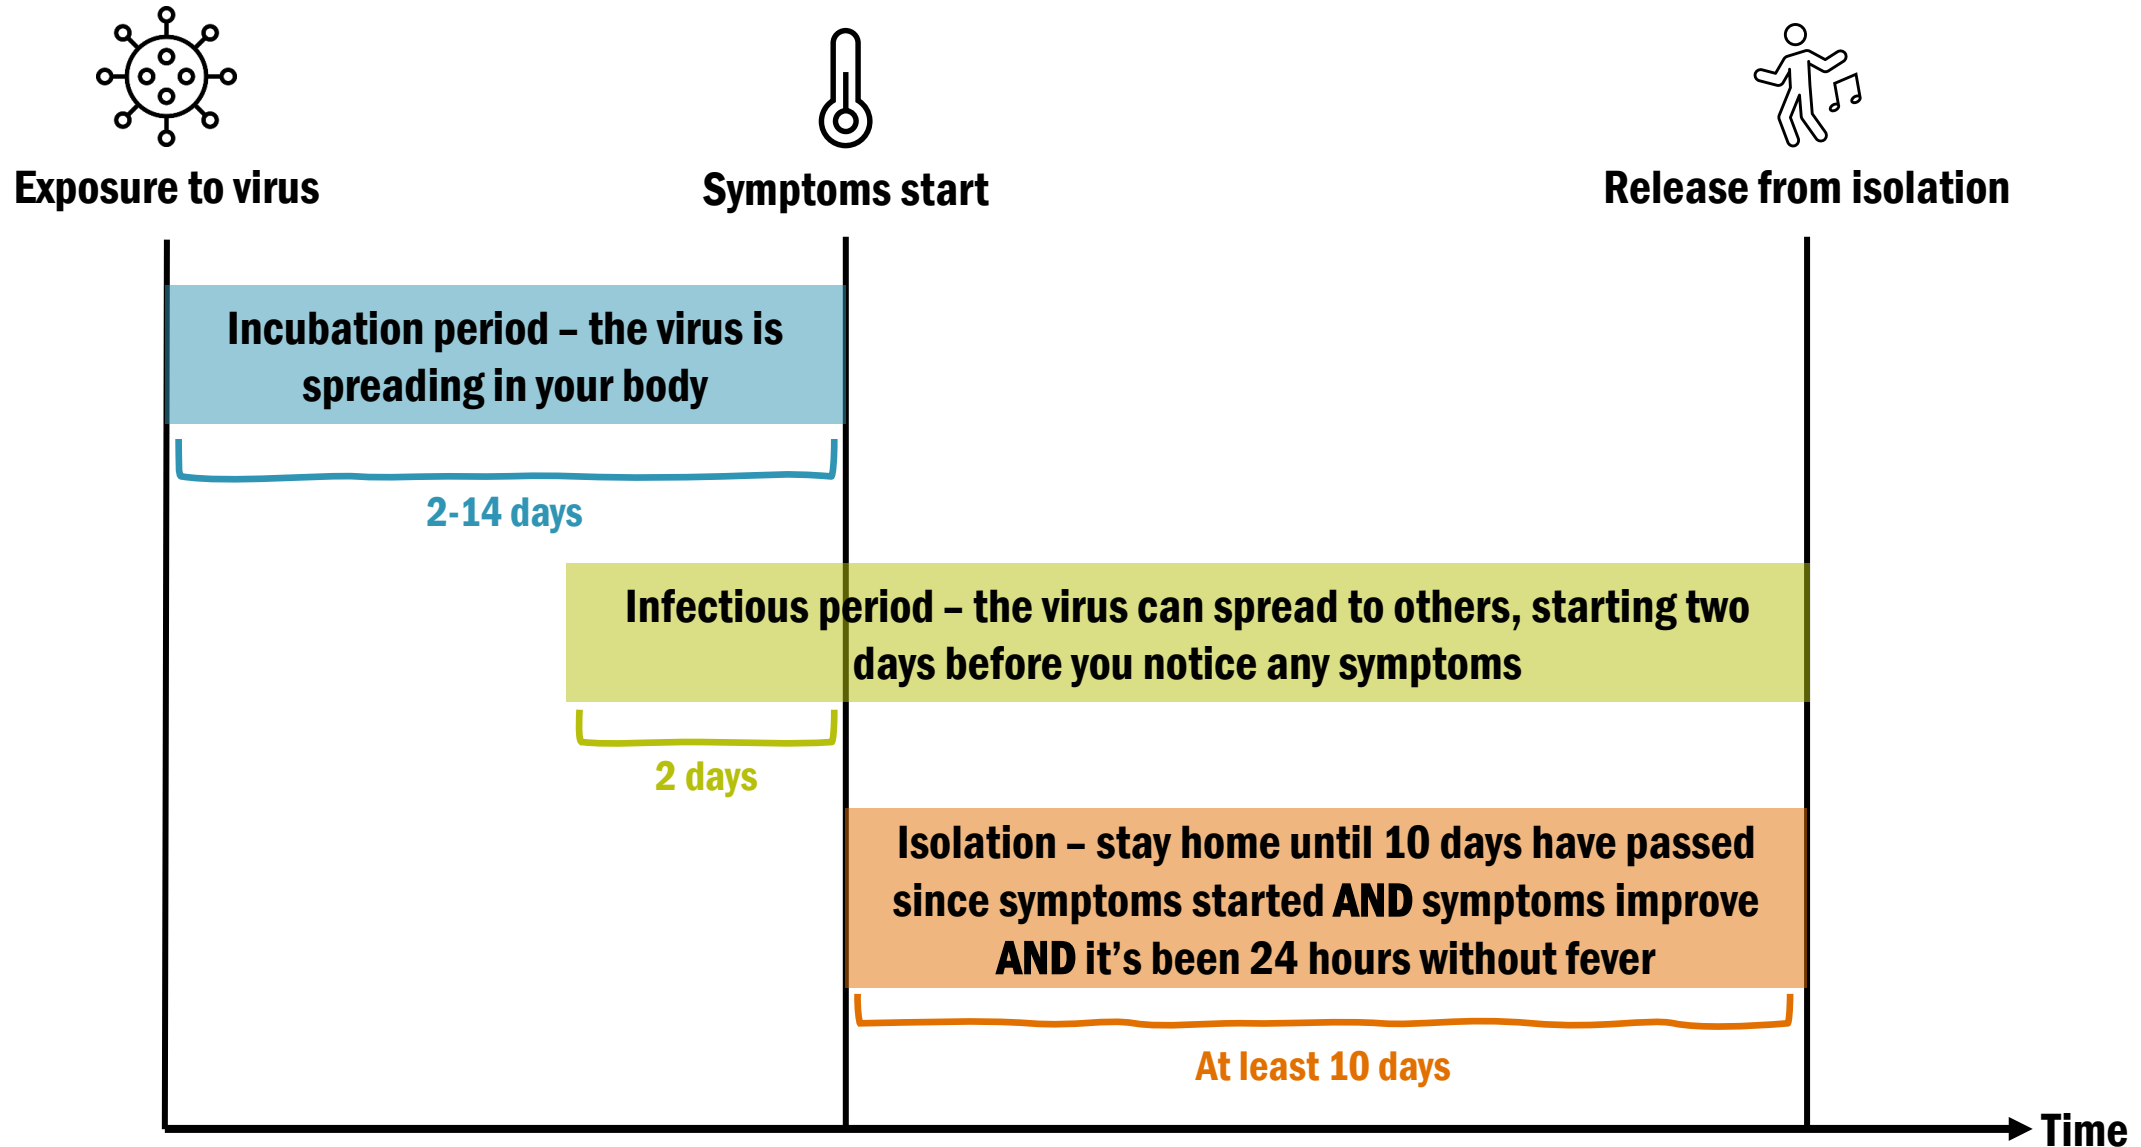 Exposure to virus
Symptoms start
Release from isolation
Incubation period – the virus is
spreading in your body
2-14 days
Infectious period – the virus can spread to others, starting two
days before you notice any symptoms
2 days
Isolation – stay home until 10 days have passed
since symptoms started AND symptoms improve
AND it’s been 24 hours without fever
At least 10 days
Time